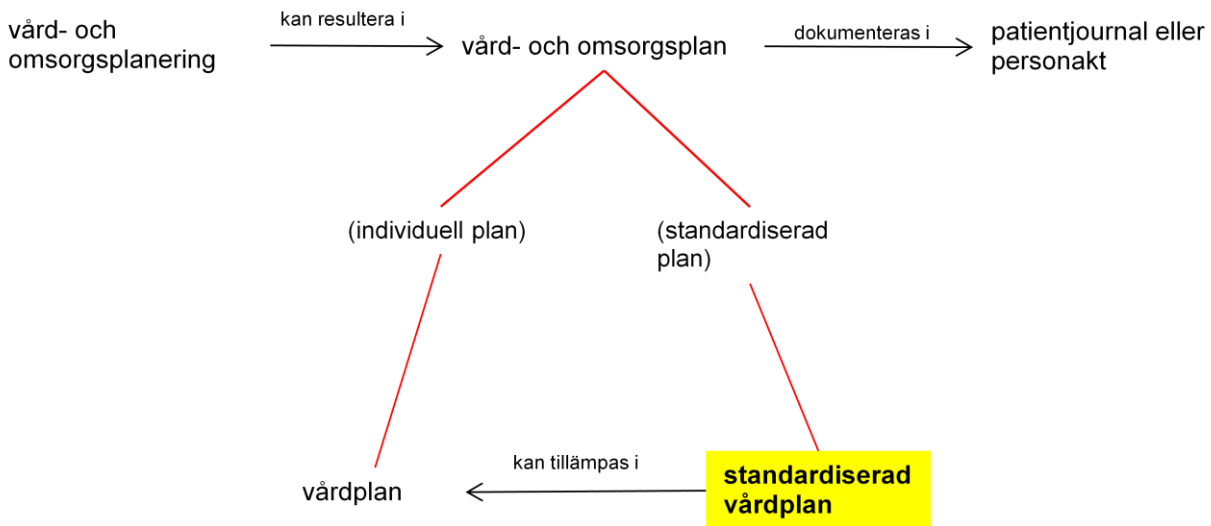 vård- och
omsorgsplanering
kan resultera i
vård- och omsorgsplan
dokumenteras i
patientjournal eller
personakt
(individuell plan)
(standardiserad
plan)
vårdplan
kan tillämpas i
standardiserad
vårdplan